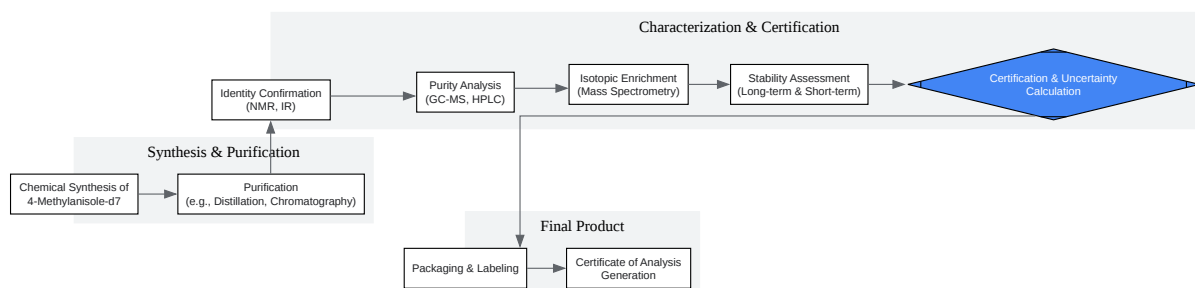 Characterization & Certification
Identity Confirmation
(NMR, IR)
Purity Analysis
(GC-MS, HPLC)
Isotopic Enrichment
(Mass Spectrometry)
Stability Assessment
(Long-term & Short-term)
Certification & Uncertainty
Calculation
Synthesis & Purification
Chemical Synthesis of
4-Methylanisole-d7
Purification
(e.g., Distillation, Chromatography)
Final Product
Packaging & Labeling
Certificate of Analysis
Generation